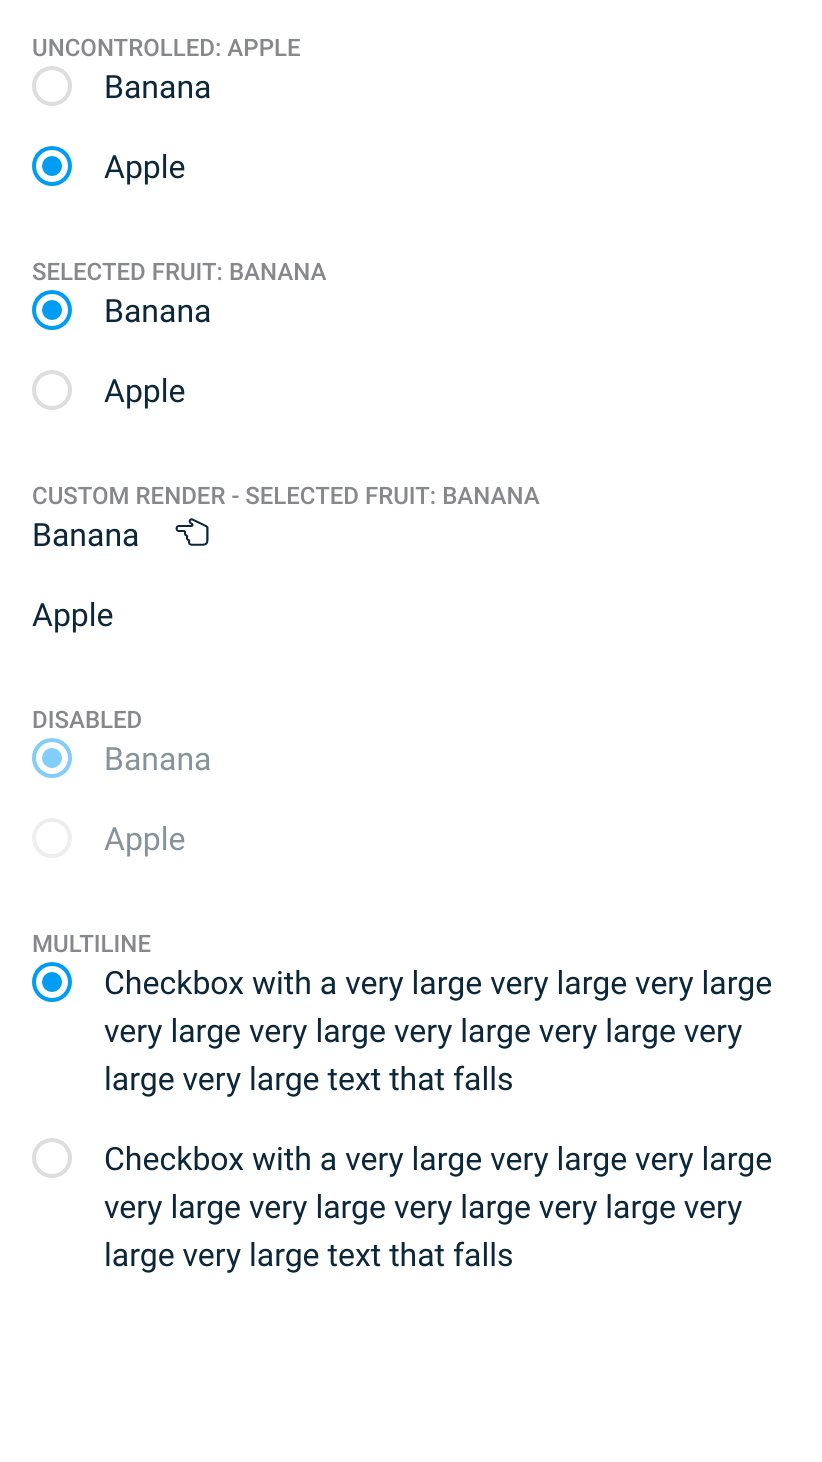 UNCONTROLLED: APPLE
Banana
Apple
SELECTED FRUIT: BANANA
Banana
Apple
CUSTOM RENDER - SELECTED FRUIT: BANANA
Banana
Apple
DISABLED
Banana
Apple
MULTILINE
Checkbox with a very large very large very large
very large very large very large very large very
large very large text that falls
Checkbox with a very large very large very large
very large very large very large very large very
large very large text that falls